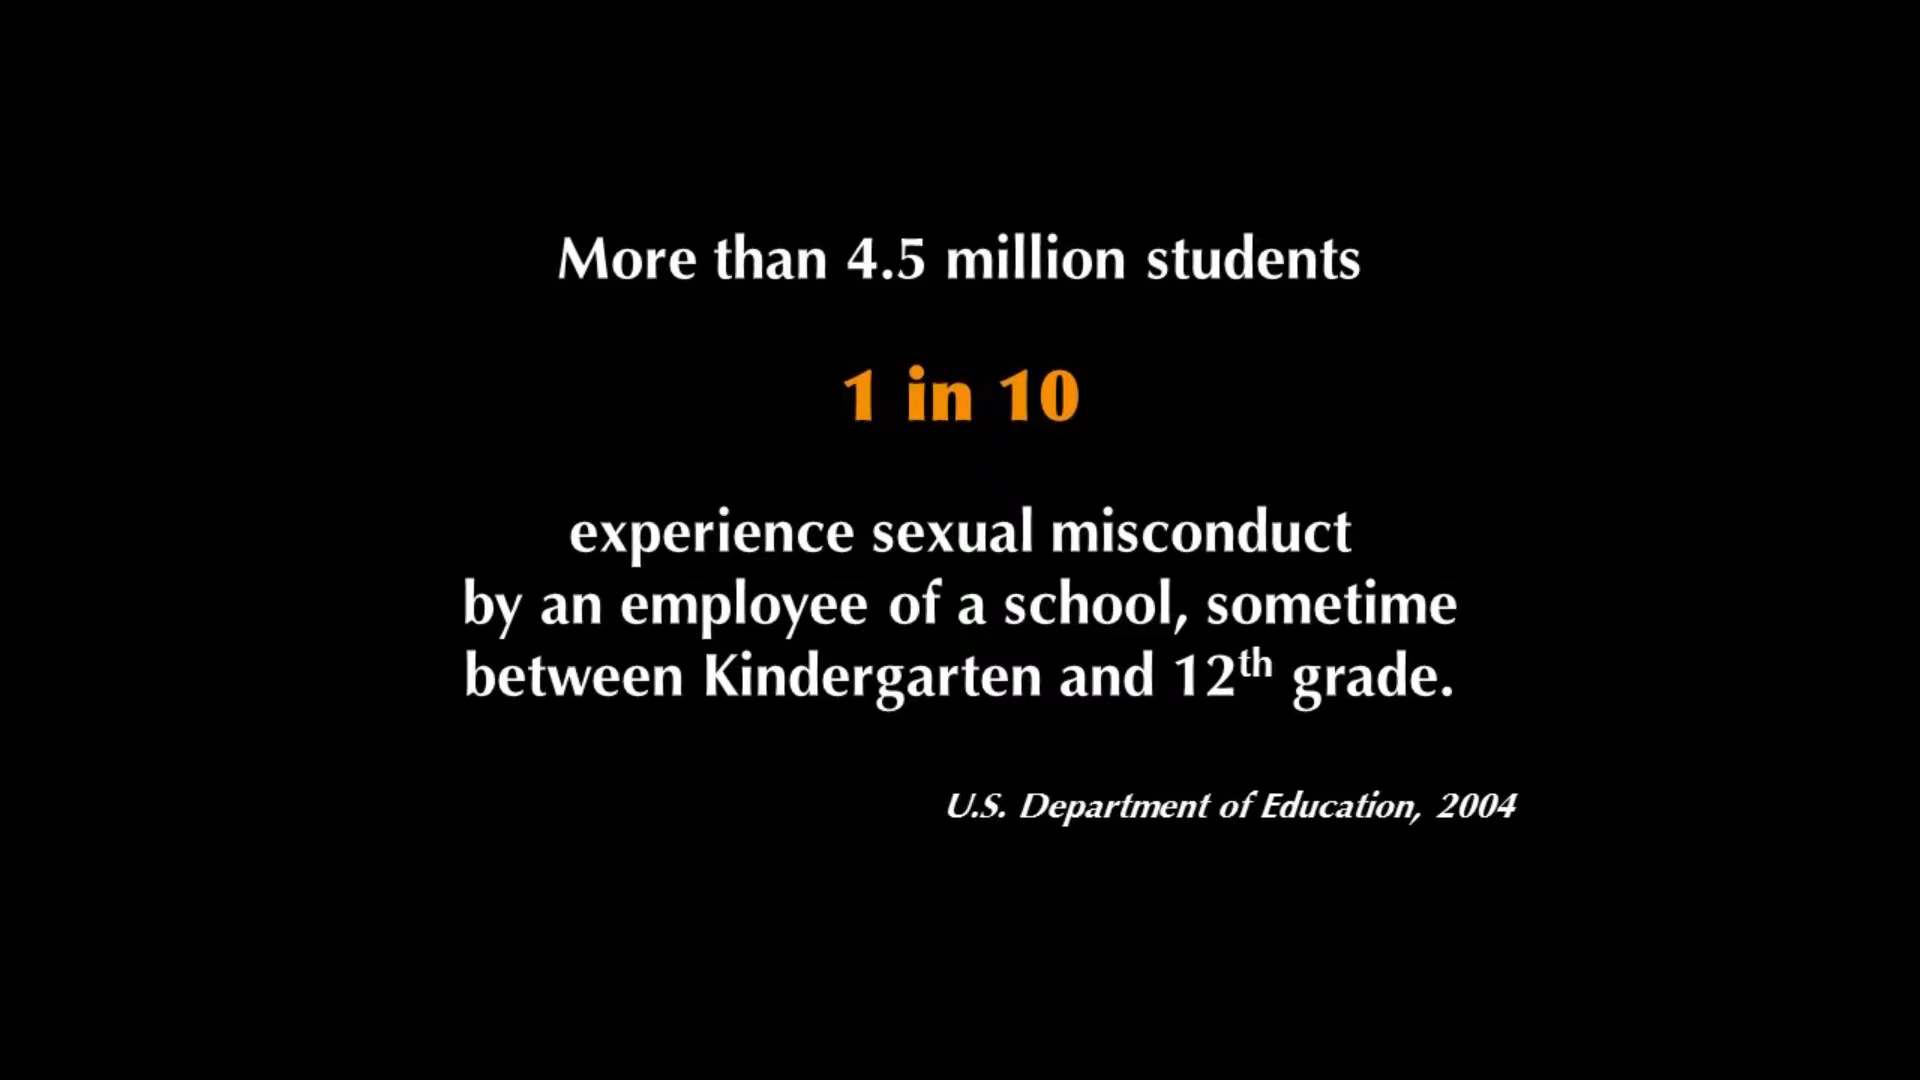 More than 4.5 million students
1 in 10
experience sexual misconduct
by an employee of a school, sometime
between Kindergarten and 12th grade.
U.S. Department of Education, 2004